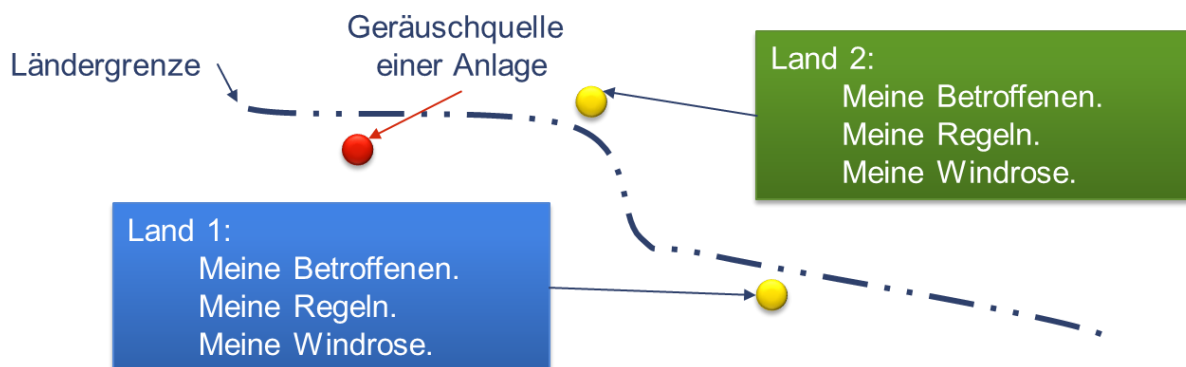 Ländergrenze
Geräuschquelle
einer Anlage
Land 2:
Meine Betroffenen.
Meine Regeln.
Meine Windrose.
Land 1:
Meine Betroffenen.
Meine Regeln.
Meine Windrose.